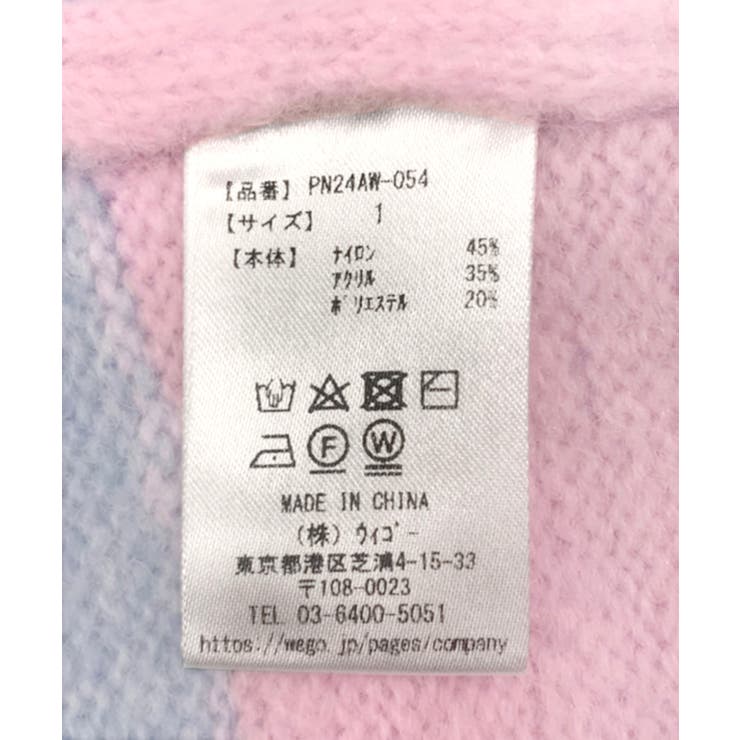 【品番】 PN24AW-054
【サイズ】 1
【本体】 ﾅｲﾛﾝ 45%
ｱｸﾘﾙ 35%
ﾎﾟﾘｴｽﾃﾙ 20%
F W
MADE IN CHINA
(株) ｳｨｺﾞｰ
東京都港区芝浦4-15-33
〒108-0023
TEL 03-6400-5051
https://wego.jp/pages/company